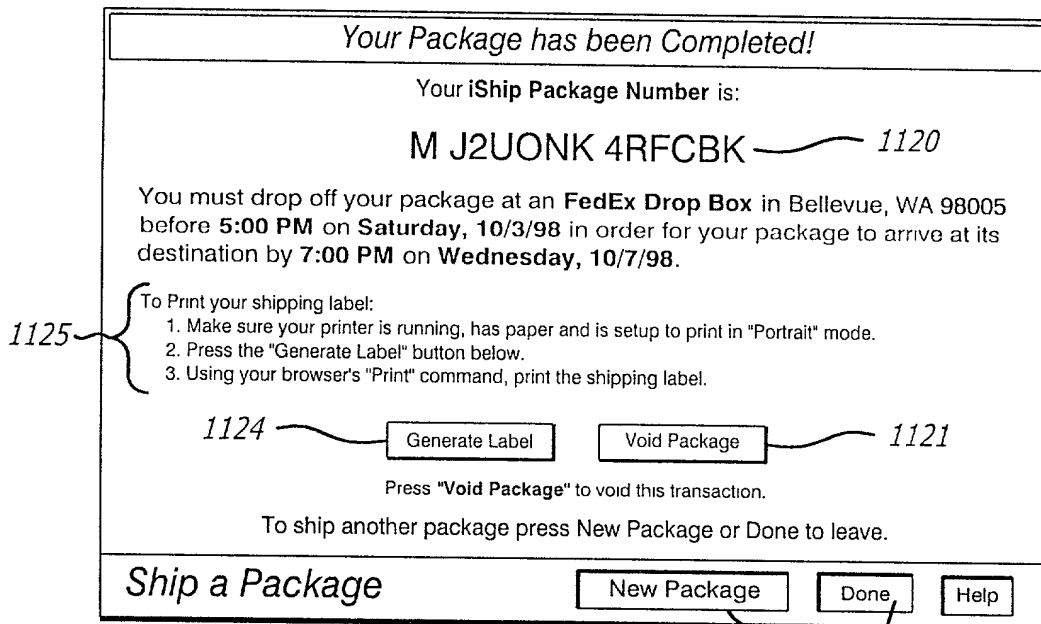 Your Package has been Completed!
Your iShip Package Number is:
M J2UONK 4RFCBK
1120
You must drop off your package at an FedEx Drop Box in Bellevue, WA 98005
before 5:00 PM on Saturday, 10/3/98 in order for your package to arrive at its
destination by 7:00 PM on Wednesday, 10/7/98.
1125
To Print your shipping label:
1. Make sure your printer is running, has paper and is setup to print in "Portrait" mode.
2. Press the "Generate Label" button below.
3. Using your browser's "Print" command, print the shipping label.
1124
Generate Label
Void Package
1121
Press "Void Package" to void this transaction.
To ship another package press New Package or Done to leave.
Ship a Package
New Package
Done
Help